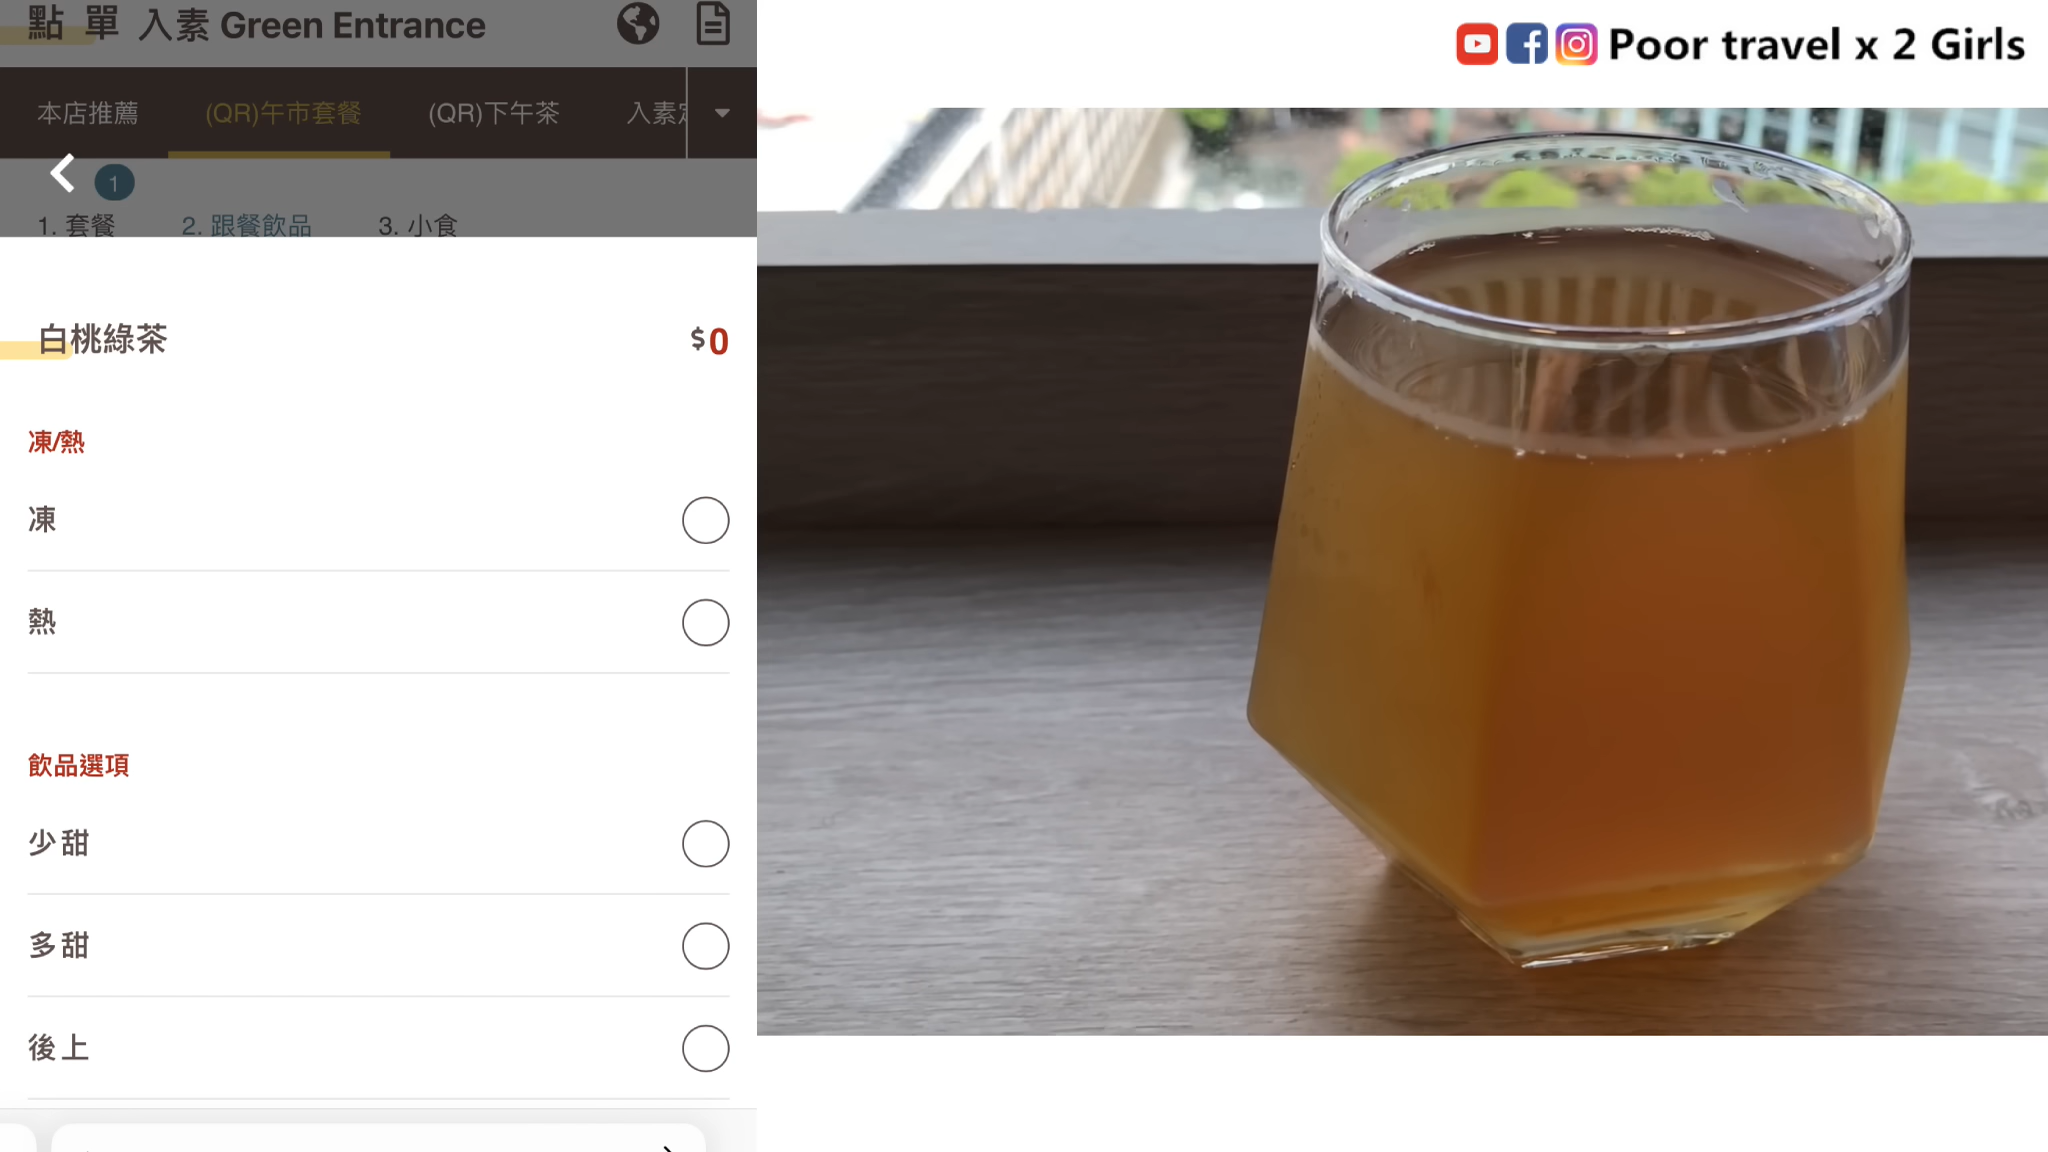 點 單 入素 Green Entrance
本店推薦 (QR)午市套餐 (QR)下午茶 入素
1
1. 套餐 2. 跟餐飲品 3. 小食
白桃綠茶 $0
凍/熱
凍
熱
飲品選項
少甜
多甜
後上
Poor travel x 2 Girls